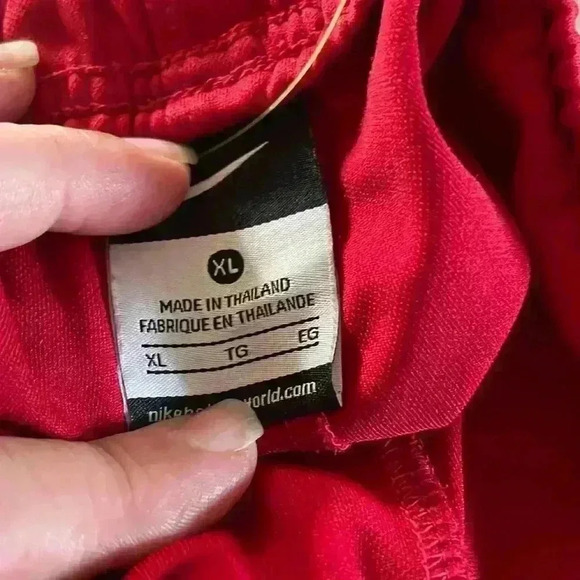 XL
MADE IN THAILAND
FABRIQUE EN THAILANDE
XL TG EG